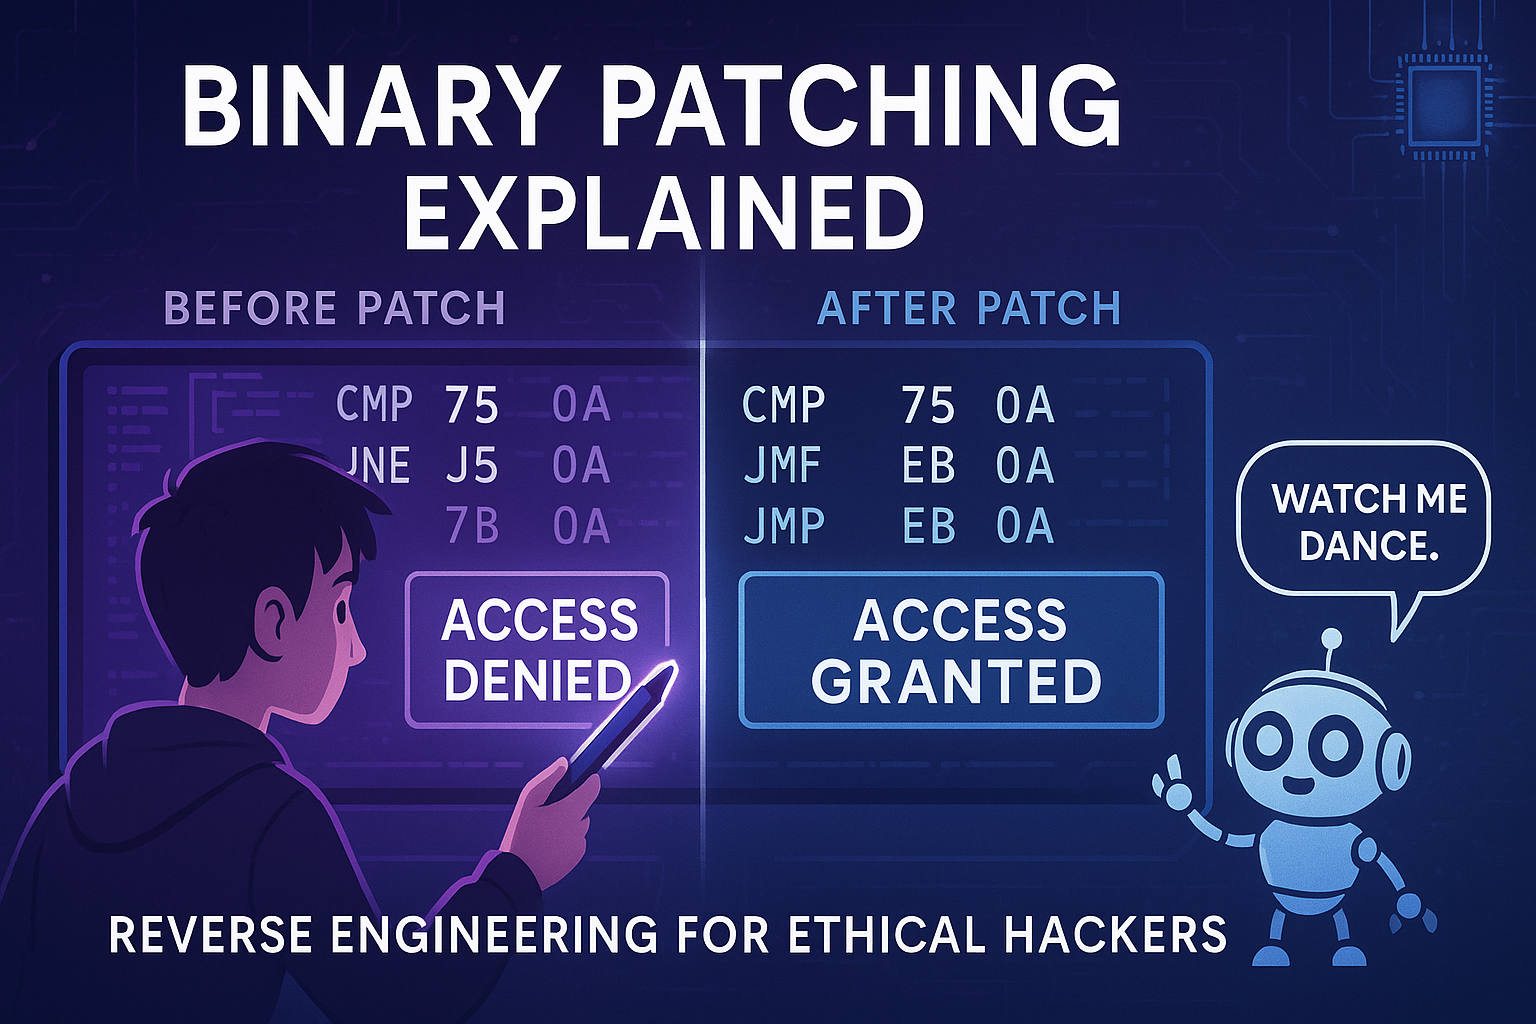 BINARY PATCHING
EXPLAINED
BEFORE PATCH
CMP 75 0A
JNE J5 0A
7B 0A
ACCESS
DENIED
AFTER PATCH
CMP 75 0A
JMF EB 0A
JMP EB 0A
ACCESS
GRANTED
WATCH ME
DANCE.
REVERSE ENGINEERING FOR ETHICAL HACKERS